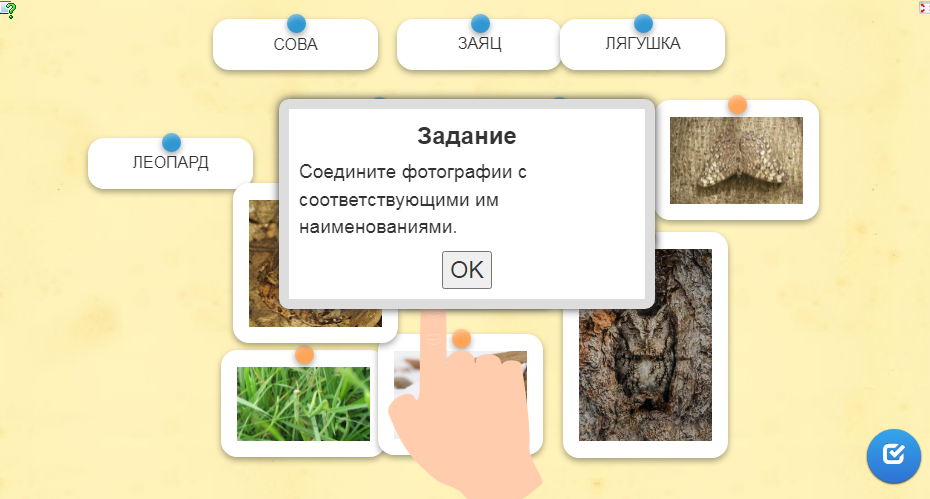 СОВА
ЗАЯЦ
ЛЯГУШКА
ЛЕОПАРД
Задание
Соедините фотографии с
соответствующими им
наименованиями.
OK